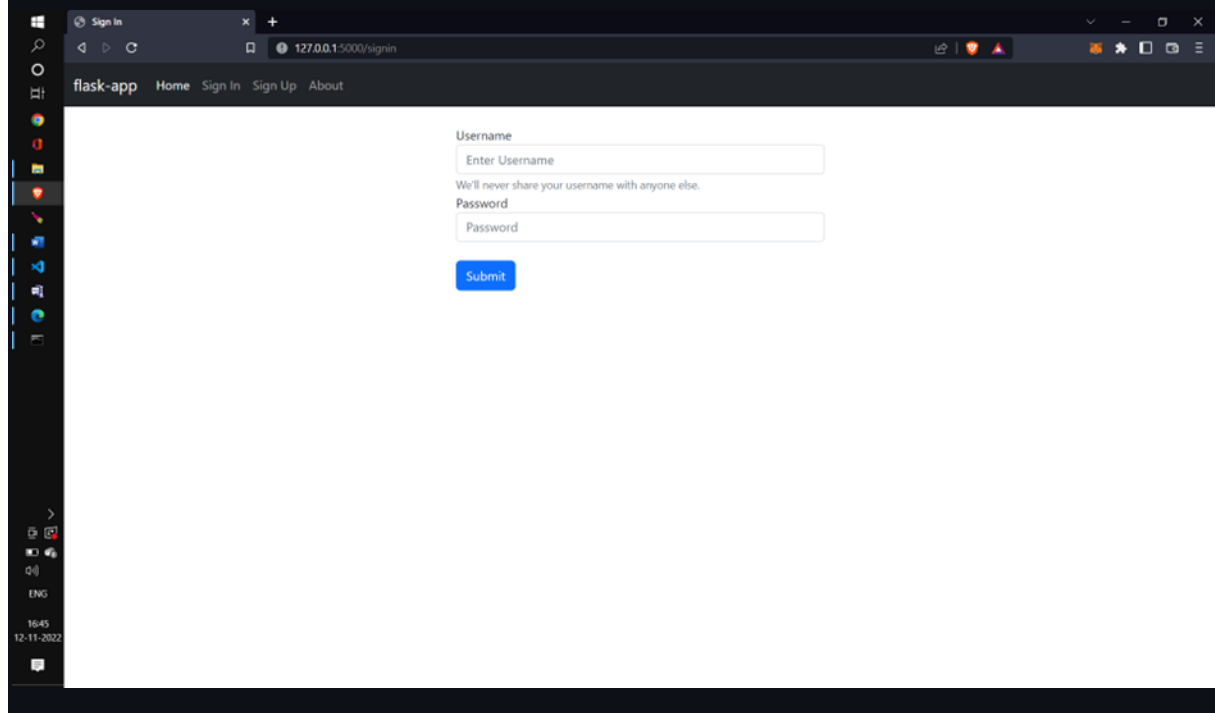 Sign In
127.0.0.1:5000/signin
flask-app Home Sign In Sign Up About
Username
Enter Username
We'll never share your username with anyone else.
Password
Password
Submit
ENG
16:45
12-11-2022